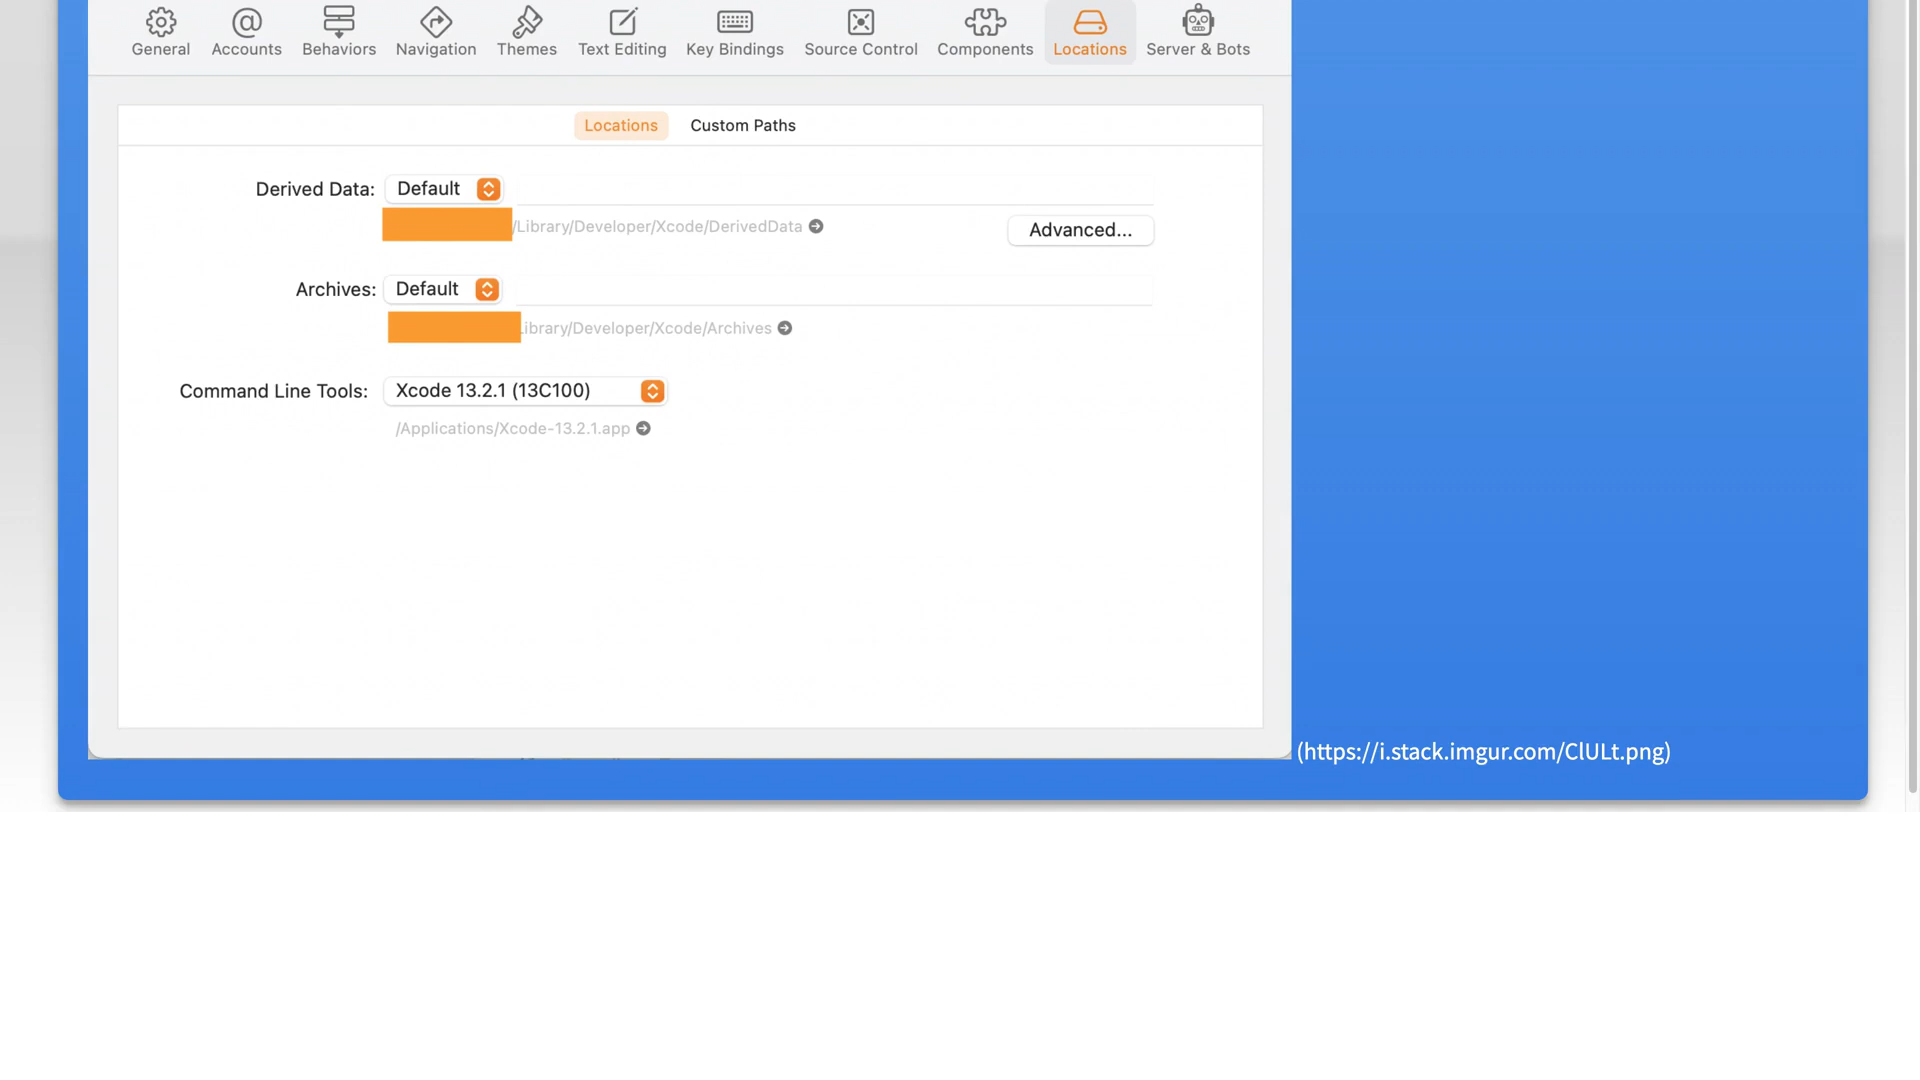 General Accounts Behaviors Navigation Themes Text Editing Key Bindings Source Control Components Locations Server & Bots
Locations Custom Paths
Derived Data: Default
/Library/Developer/Xcode/DerivedData
Advanced...
Archives: Default
ibrary/Developer/Xcode/Archives
Command Line Tools: Xcode 13.2.1 (13C100)
/Applications/Xcode-13.2.1.app
(https://i.stack.imgur.com/ClULt.png)